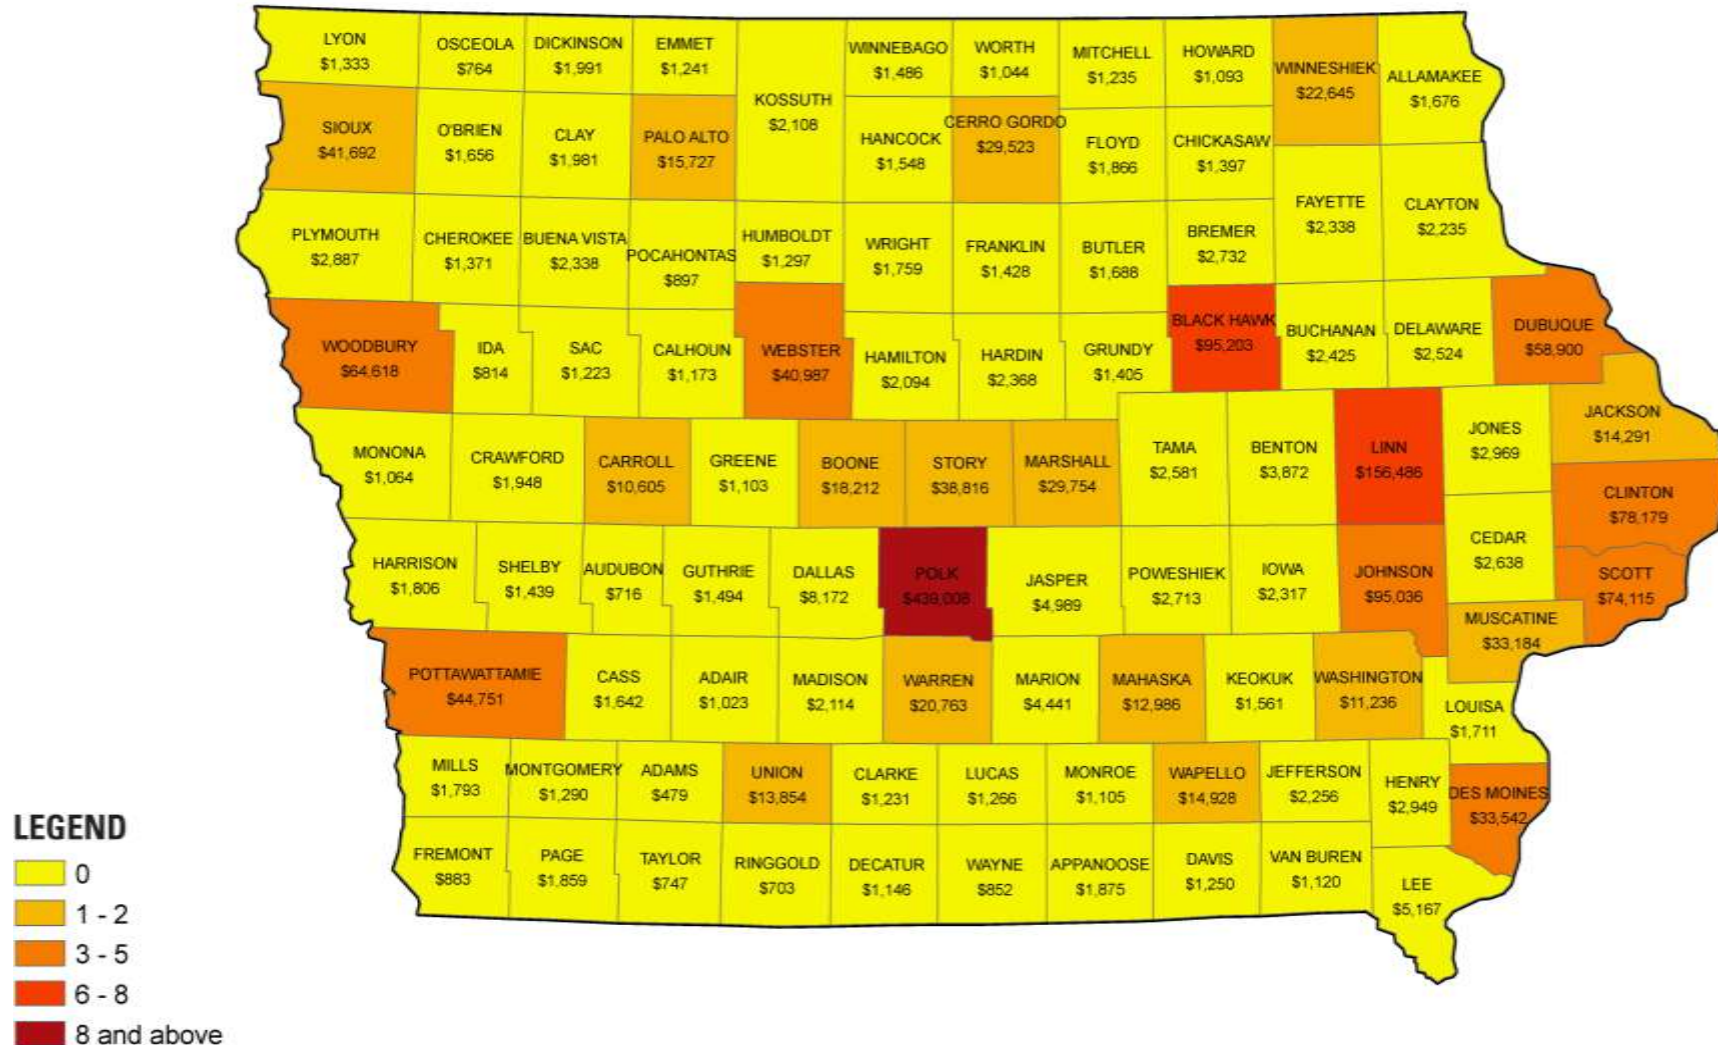 LYON
$1,333
OSCEOLA
$764
DICKINSON
$1,991
EMMET
$1,241
KOSSUTH
$2,108
WINNEBAGO
$1,486
WORTH
$1,044
MITCHELL
$1,235
HOWARD
$1,093
WINNESHIEK
$22,645
ALLAMAKEE
$1,676
SIOUX
$41,692
O'BRIEN
$1,656
CLAY
$1,981
PALO ALTO
$15,727
HANCOCK
$1,548
CERRO GORDO
$29,523
FLOYD
$1,866
CHICKASAW
$1,397
FAYETTE
$2,338
CLAYTON
$2,235
PLYMOUTH
$2,887
CHEROKEE
$1,371
BUENA VISTA
$2,338
POCAHONTAS
$897
HUMBOLDT
$1,297
WRIGHT
$1,759
FRANKLIN
$1,428
BUTLER
$1,688
BREMER
$2,732
WOODBURY
$64,618
IDA
$814
SAC
$1,223
CALHOUN
$1,173
WEBSTER
$40,987
HAMILTON
$2,094
HARDIN
$2,368
GRUNDY
$1,405
BLACK HAWK
$95,203
BUCHANAN
$2,425
DELAWARE
$2,524
DUBUQUE
$58,900
MONONA
$1,064
CRAWFORD
$1,948
CARROLL
$10,605
GREENE
$1,103
BOONE
$18,212
STORY
$38,816
MARSHALL
$29,754
TAMA
$2,581
BENTON
$3,872
LINN
$156,486
JONES
$2,969
JACKSON
$14,291
CLINTON
$78,179
HARRISON
$1,806
SHELBY
$1,439
AUDUBON
$716
GUTHRIE
$1,494
DALLAS
$8,172
POLK
$439,008
JASPER
$4,989
POWESHIEK
$2,713
IOWA
$2,317
JOHNSON
$95,036
CEDAR
$2,638
SCOTT
$74,115
MUSCATINE
$33,184
POTTAWATTAMIE
$44,751
CASS
$1,642
ADAIR
$1,023
MADISON
$2,114
WARREN
$20,763
MARION
$4,441
MAHASKA
$12,986
KEOKUK
$1,561
WASHINGTON
$11,236
LOUISA
$1,711
MILLS
$1,793
MONTGOMERY
$1,290
ADAMS
$479
UNION
$13,854
CLARKE
$1,231
LUCAS
$1,266
MONROE
$1,105
WAPELLO
$14,928
JEFFERSON
$2,256
HENRY
$2,949
DES MOINES
$33,542
FREMONT
$883
PAGE
$1,859
TAYLOR
$747
RINGGOLD
$703
DECATUR
$1,146
WAYNE
$852
APPANOOSE
$1,875
DAVIS
$1,250
VAN BUREN
$1,120
LEE
$5,167
LEGEND
0
1 - 2
3 - 5
6 - 8
8 and above